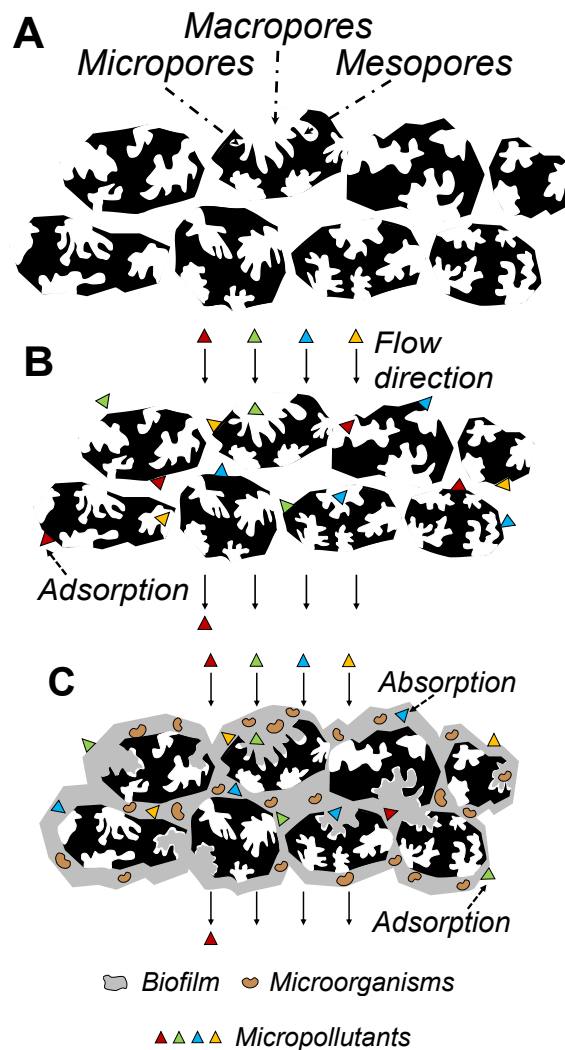 A
Macropores
Micropores
Mesopores
B
Flow
direction
Adsorption
C
Absorption
Adsorption
Biofilm
Microorganisms
Micropollutants